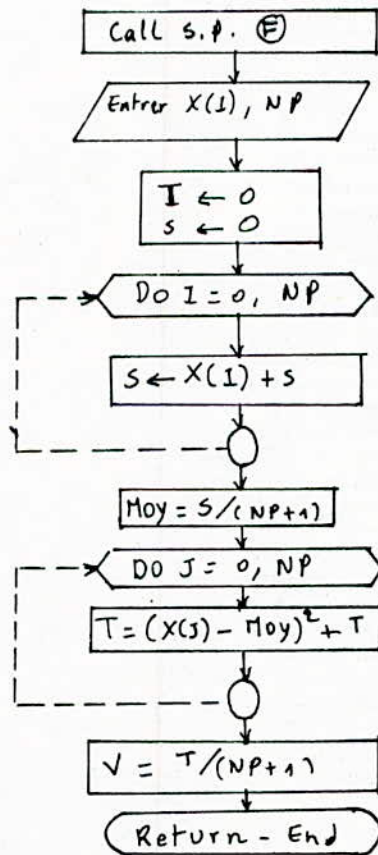 Call s.p. Ⓕ
Entrer X(I), NP
I ← 0
s ← 0
DO I = 0, NP
S ← X(I) + s
Moy = S/(NP+1)
DO J = 0, NP
T = (X(J) - Moy)² + T
V = T/(NP+1)
Return - End